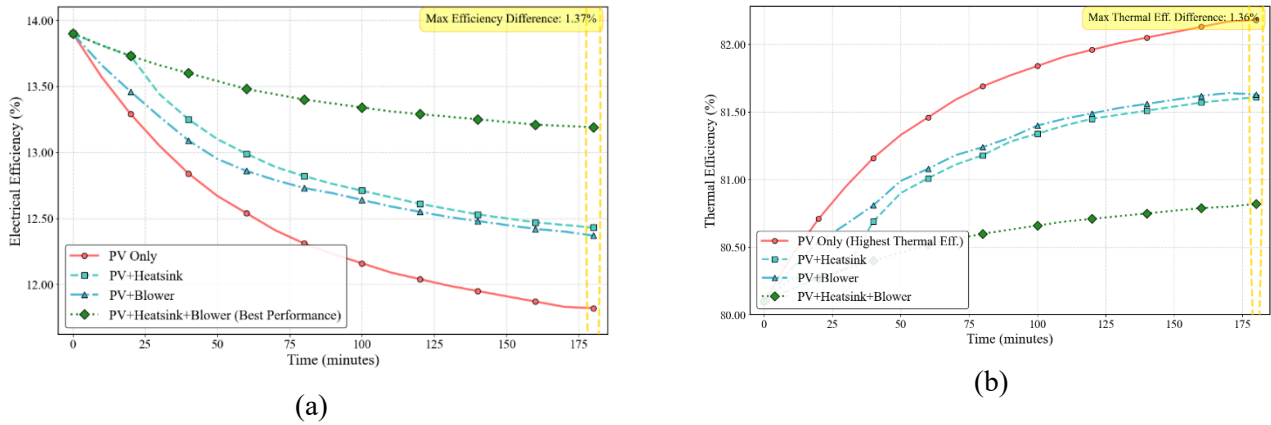 Max Efficiency Difference: 1.37%
14.00
13.50
13.00
12.50
12.00
Electrical Efficiency (%)
PV Only
PV+Heatsink
PV+Blower
PV+Heatsink+Blower (Best Performance)
0 25 50 75 100 125 150 175
Time (minutes)
(a)
Max Thermal Eff. Difference: 1.36%
82.00
81.50
81.00
80.50
80.00
Thermal Efficiency (%)
PV Only (Highest Thermal Eff.)
PV+Heatsink
PV+Blower
PV+Heatsink+Blower
0 25 50 75 100 125 150 175
Time (minutes)
(b)